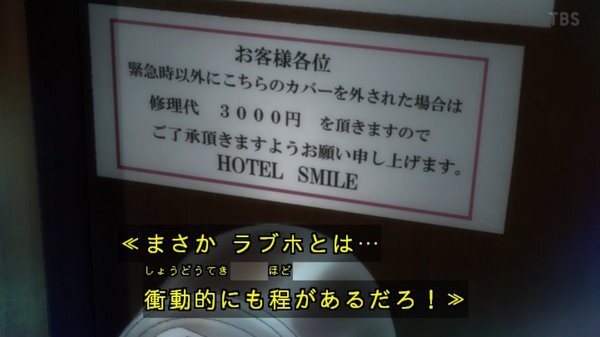 TBS
お客様各位
緊急時以外にこちらのカバーを外された場合は
修理代 3000円 を頂きますので
ご了承頂きますようお願い申し上げます。
HOTEL SMILE
≪まさか ラブホとは…
しょうどうてき ほど
衝動的にも程があるだろ!≫